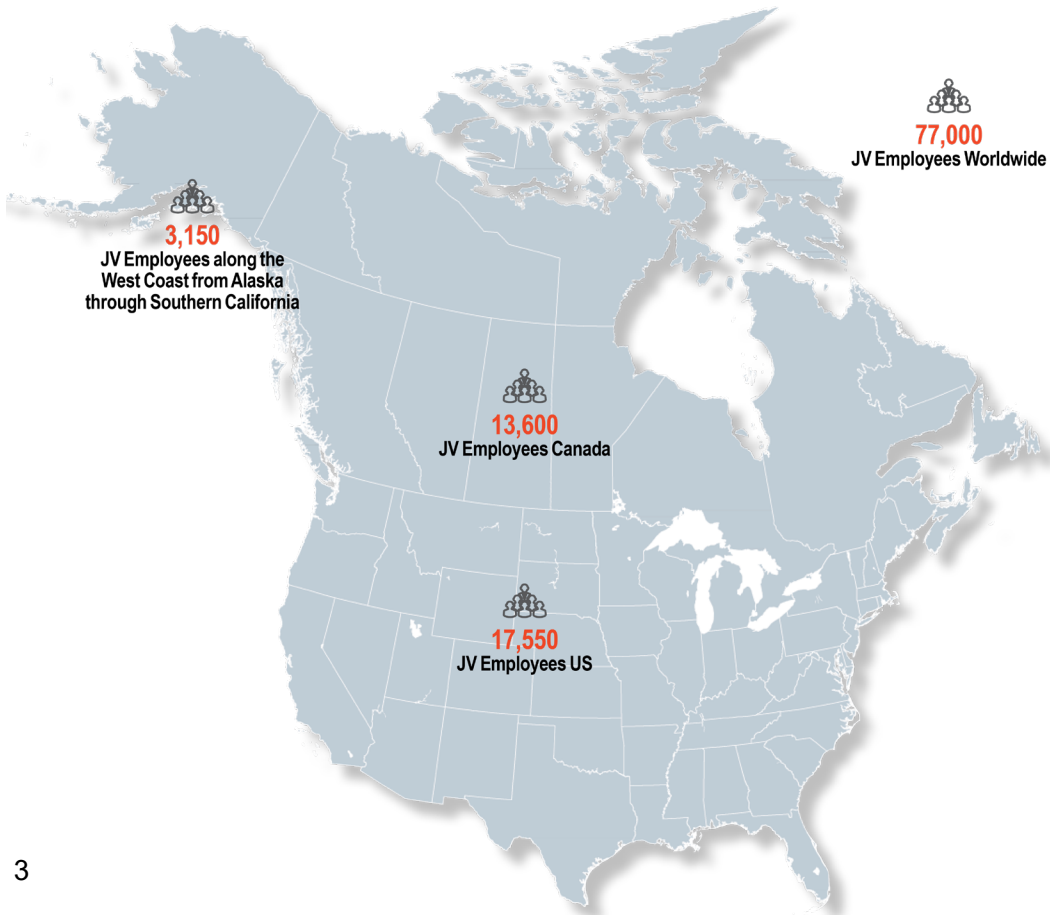 77,000
JV Employees Worldwide
3,150
JV Employees along the
West Coast from Alaska
through Southern California
13,600
JV Employees Canada
17,550
JV Employees US
3